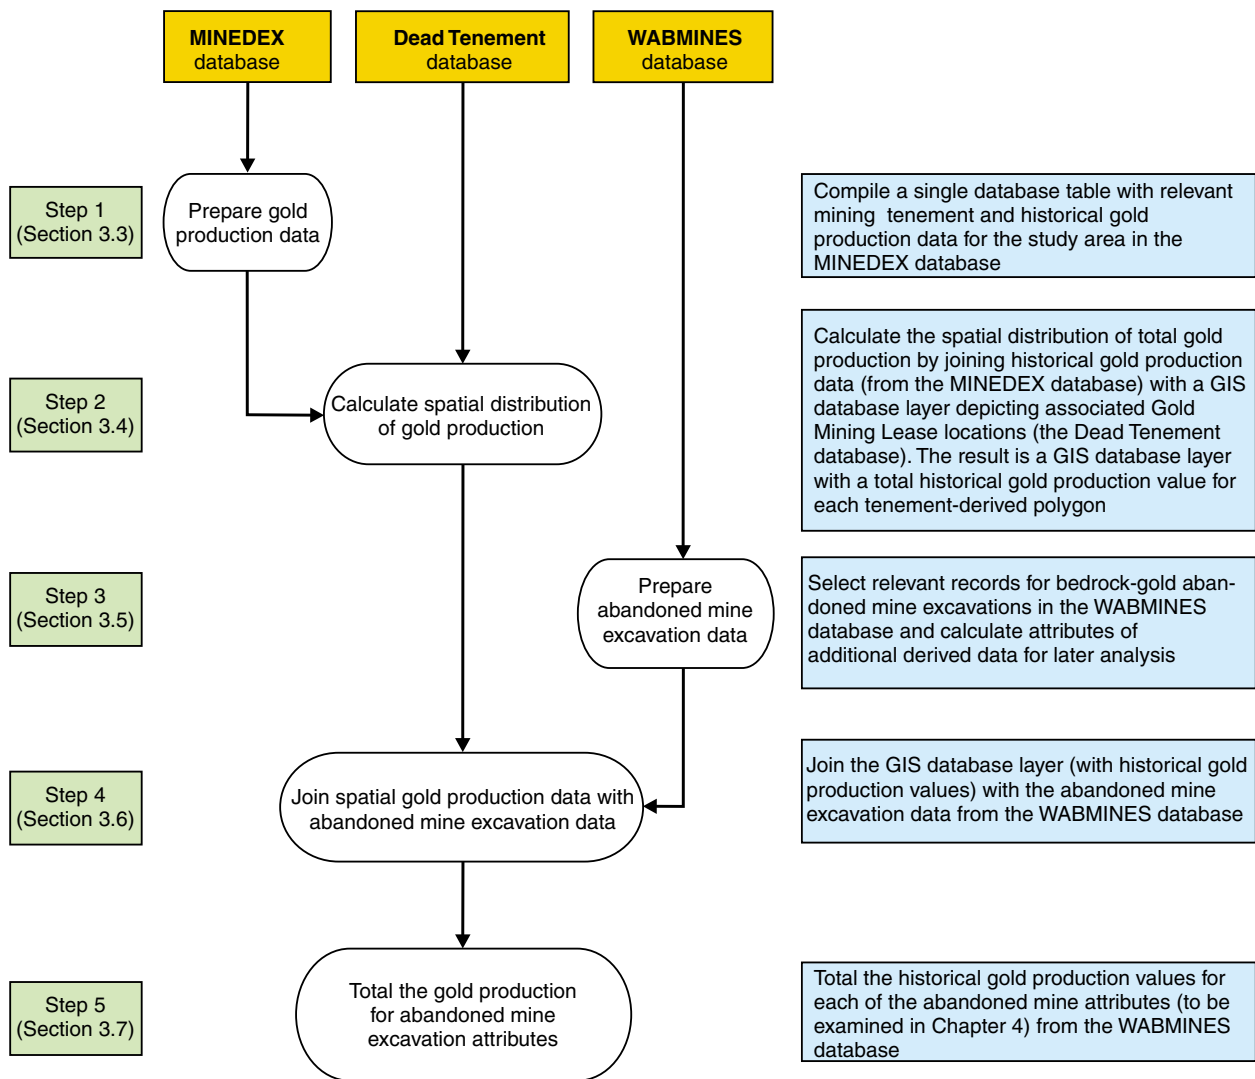 MINEDEX
database
Dead Tenement
database
WABMINES
database
Step 1
(Section 3.3)
Prepare gold
production data
Compile a single database table with relevant
mining tenement and historical gold
production data for the study area in the
MINEDEX database
Step 2
(Section 3.4)
Calculate spatial distribution
of gold production
Calculate the spatial distribution of total gold
production by joining historical gold production
data (from the MINEDEX database) with a GIS
database layer depicting associated Gold
Mining Lease locations (the Dead Tenement
database). The result is a GIS database layer
with a total historical gold production value for
each tenement-derived polygon
Step 3
(Section 3.5)
Prepare
abandoned mine
excavation data
Select relevant records for bedrock-gold aban-
doned mine excavations in the WABMINES
database and calculate attributes of
additional derived data for later analysis
Step 4
(Section 3.6)
Join spatial gold production data with
abandoned mine excavation data
Join the GIS database layer (with historical gold
production values) with the abandoned mine
excavation data from the WABMINES database
Step 5
(Section 3.7)
Total the gold production
for abandoned mine
excavation attributes
Total the historical gold production values for
each of the abandoned mine attributes (to be
examined in Chapter 4) from the WABMINES
database